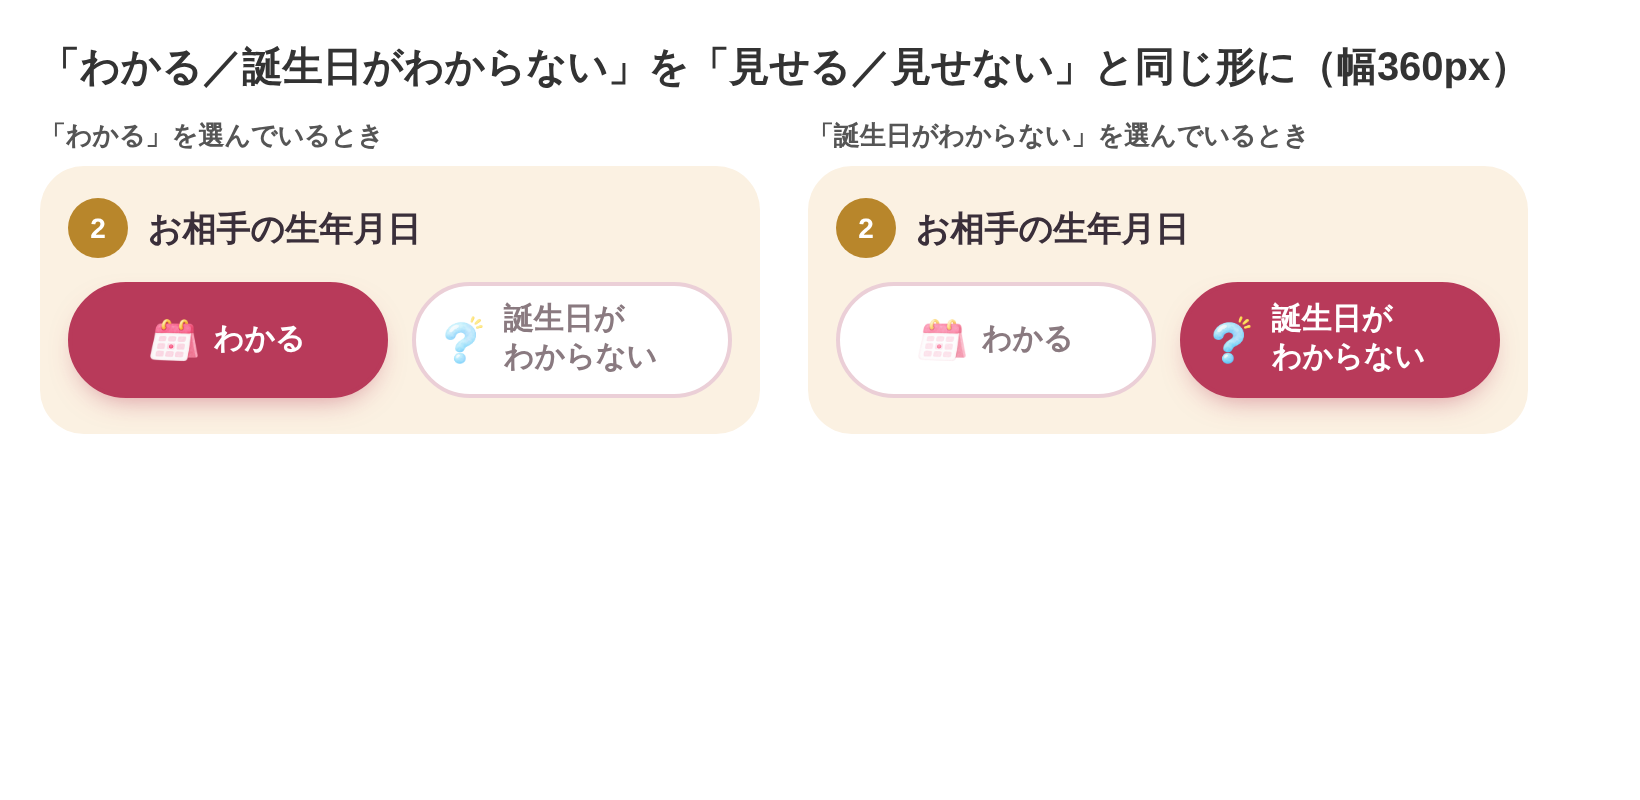 「わかる／誕生日がわからない」を「見せる／見せない」と同じ形に（幅360px）
「わかる」を選んでいるとき
2 お相手の生年月日
わかる
誕生日が
わからない
「誕生日がわからない」を選んでいるとき
2 お相手の生年月日
わかる
誕生日が
わからない